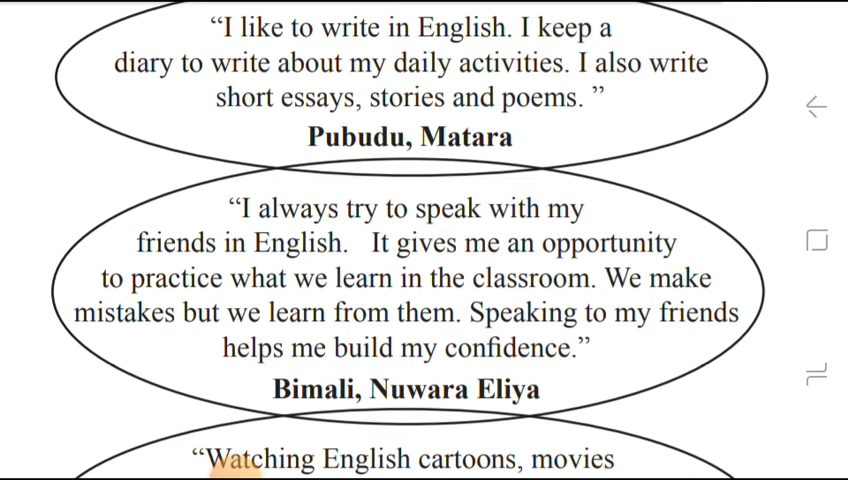 “I like to write in English. I keep a
diary to write about my daily activities. I also write
short essays, stories and poems. ”
Pubudu, Matara
“I always try to speak with my
friends in English. It gives me an opportunity
to practice what we learn in the classroom. We make
mistakes but we learn from them. Speaking to my friends
helps me build my confidence.”
Bimali, Nuwara Eliya
“Watching English cartoons, movies